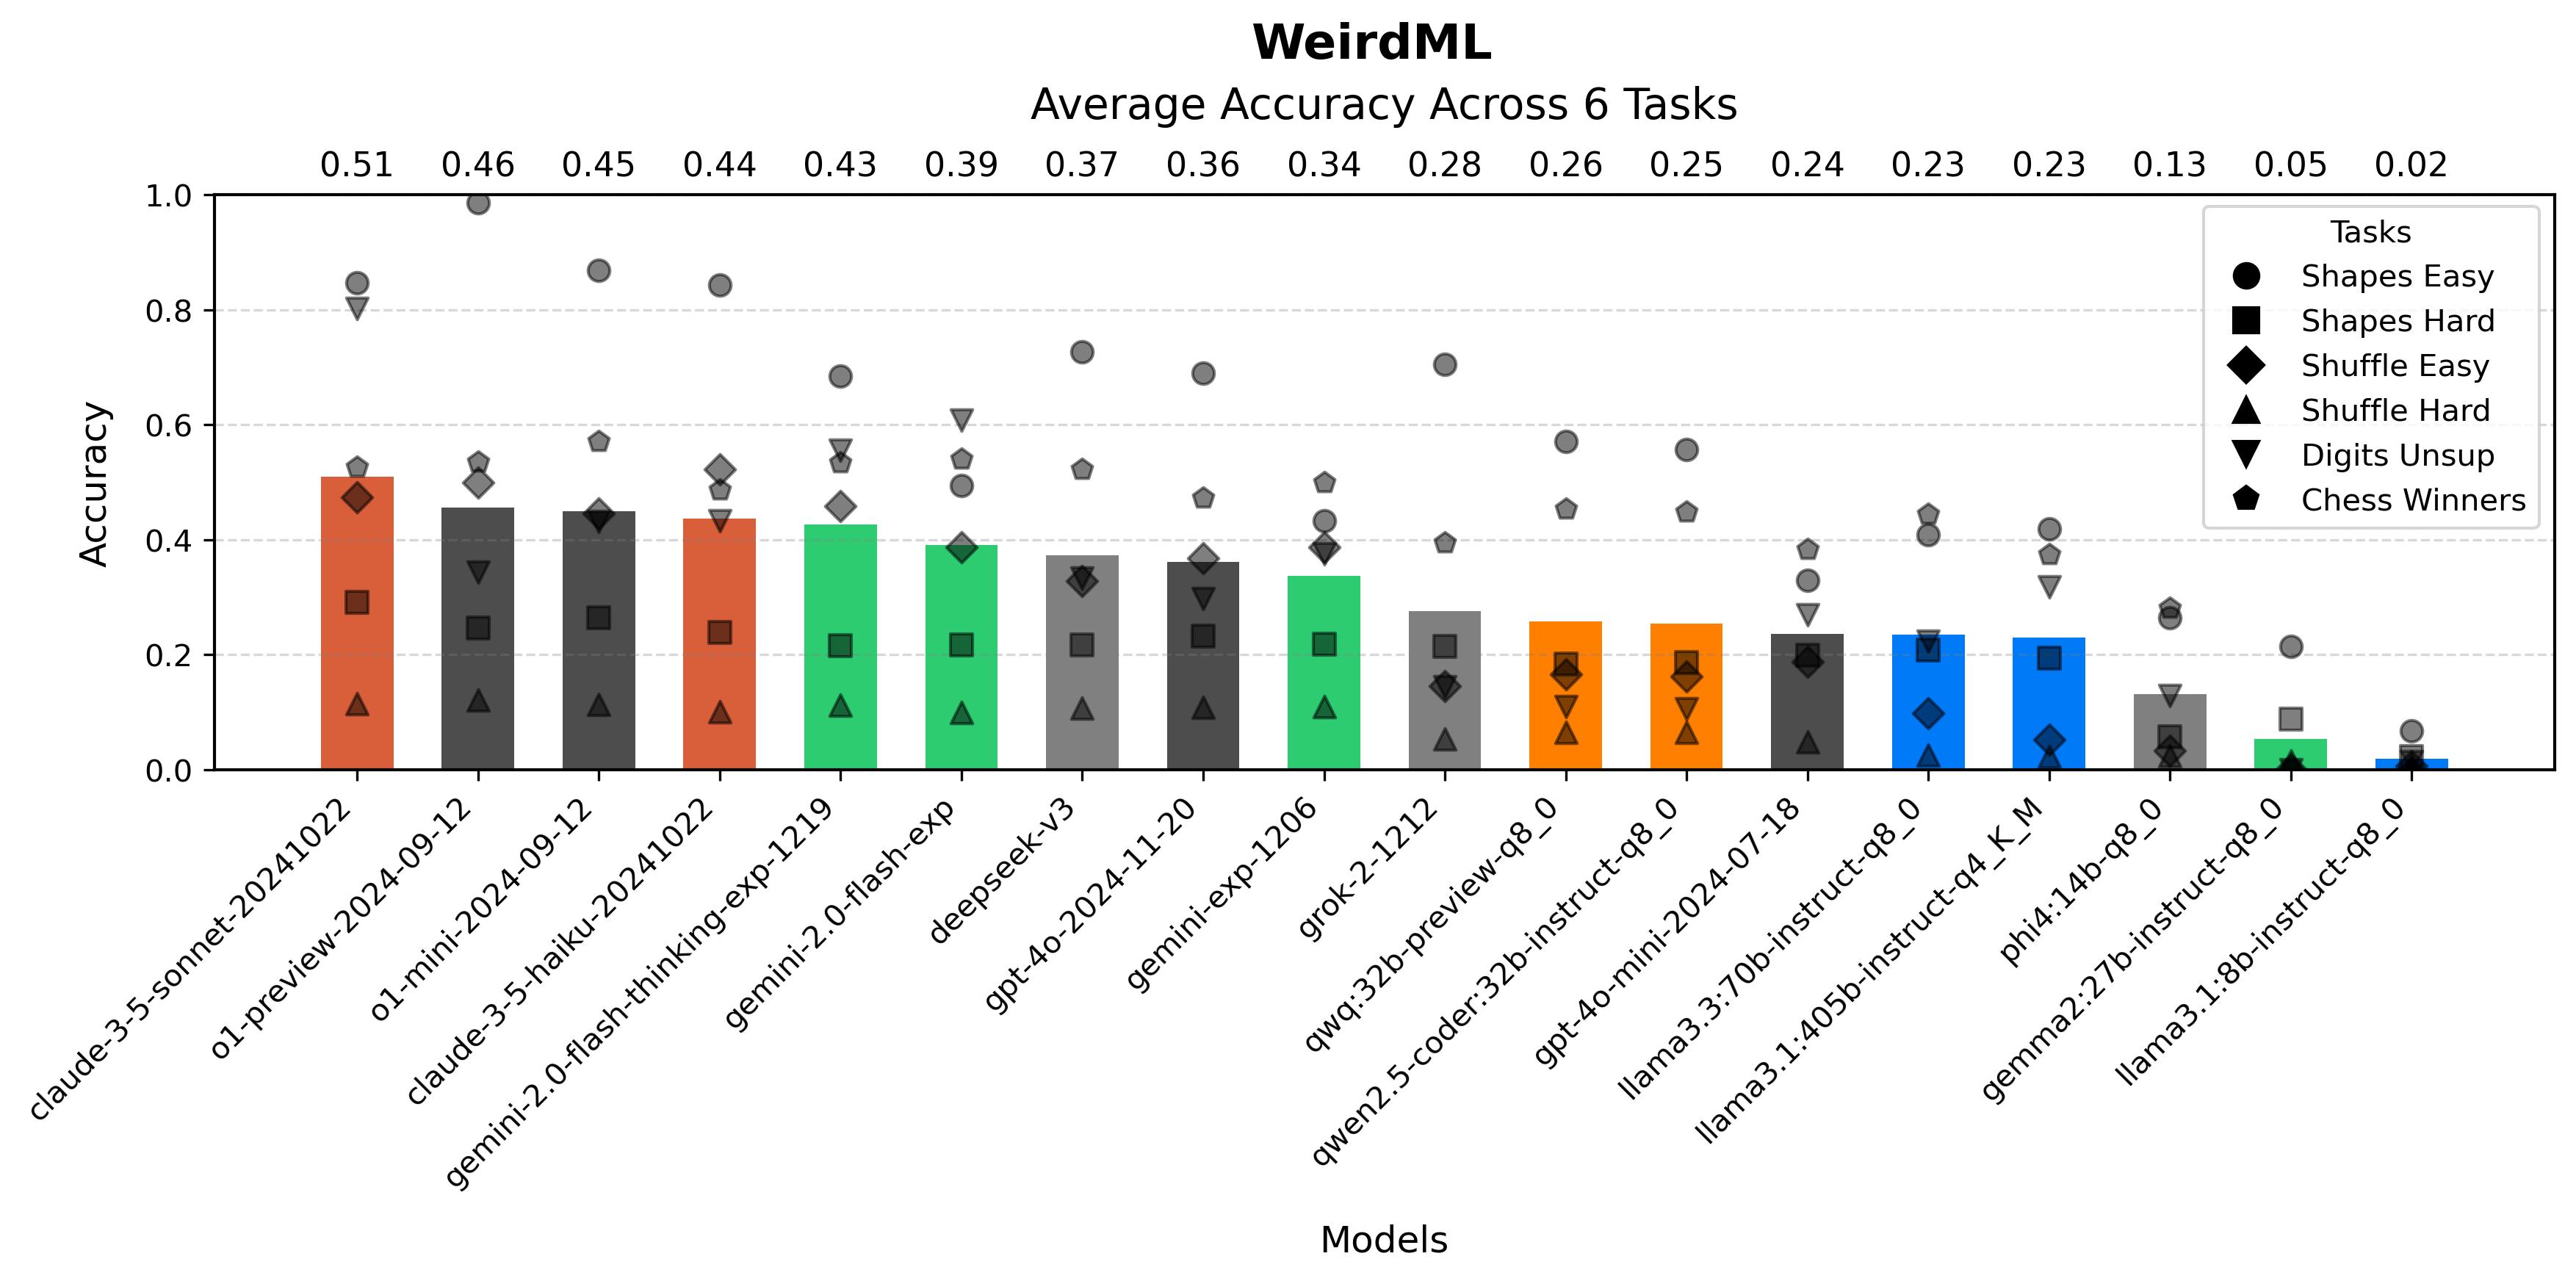 WeirdML
Average Accuracy Across 6 Tasks
0.51 0.46 0.45 0.44 0.43 0.39 0.37 0.36 0.34 0.28 0.26 0.25 0.24 0.23 0.23 0.13 0.05 0.02
1.0
0.8
0.6
0.4
0.2
0.0
Accuracy
Tasks
Shapes Easy
Shapes Hard
Shuffle Easy
Shuffle Hard
Digits Unsup
Chess Winners
claude-3-5-sonnet-20241022
o1-preview-2024-09-12
o1-mini-2024-09-12
claude-3-5-haiku-20241022
gemini-2.0-flash-thinking-exp-1219
gemini-2.0-flash-exp
deepseek-v3
gpt-4o-2024-11-20
gemini-exp-1206
grok-2-1212
qwq:32b-preview-q8_0
qwen2.5-coder:32b-instruct-q8_0
gpt-4o-mini-2024-07-18
llama3.3:70b-instruct-q8_0
llama3.1:405b-instruct-q4_K_M
phi4:14b-q8_0
gemma2:27b-instruct-q8_0
llama3.1:8b-instruct-q8_0
Models